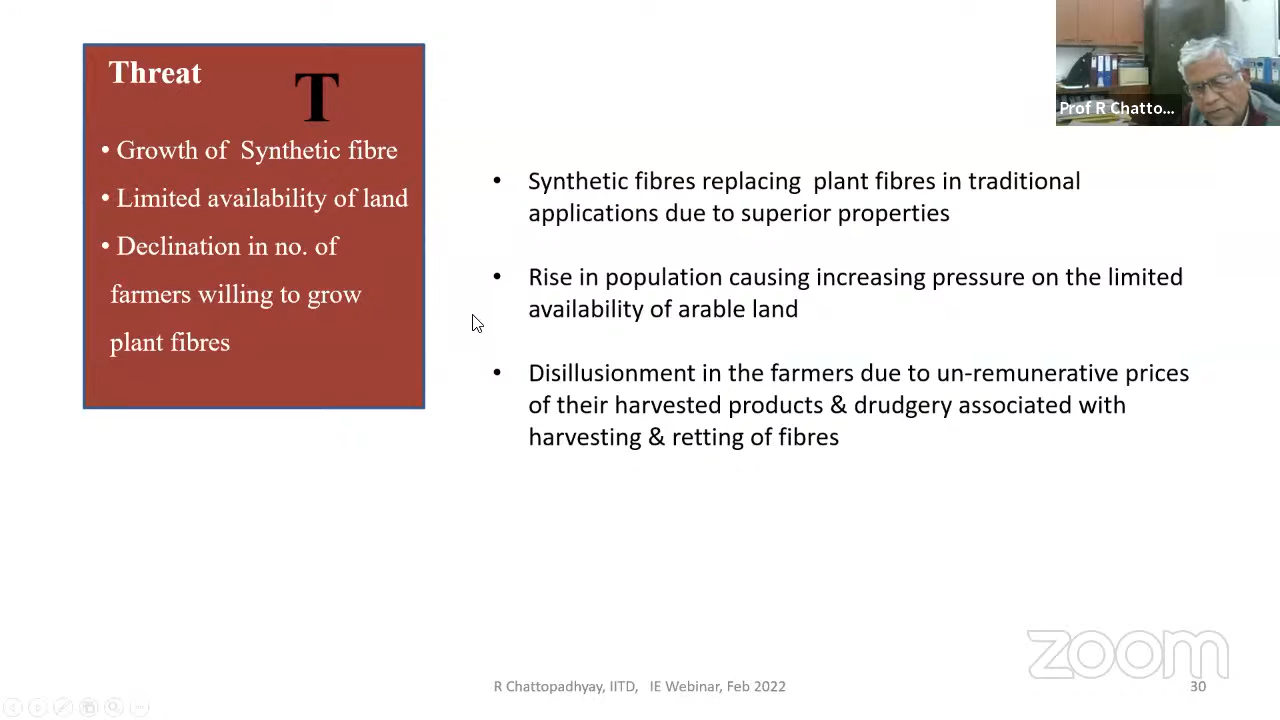 Threat
T
• Growth of Synthetic fibre
• Limited availability of land
• Declination in no. of
farmers willing to grow
plant fibres
Prof R Chatto...
• Synthetic fibres replacing plant fibres in traditional
applications due to superior properties
• Rise in population causing increasing pressure on the limited
availability of arable land
• Disillusionment in the farmers due to un-remunerative prices
of their harvested products & drudgery associated with
harvesting & retting of fibres
zoom
R Chattopadhyay, IITD, IE Webinar, Feb 2022
30